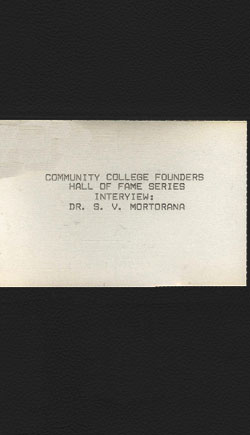 COMMUNITY COLLEGE FOUNDERS
HALL OF FAME SERIES
INTERVIEW:
DR. S. V. MORTORANA